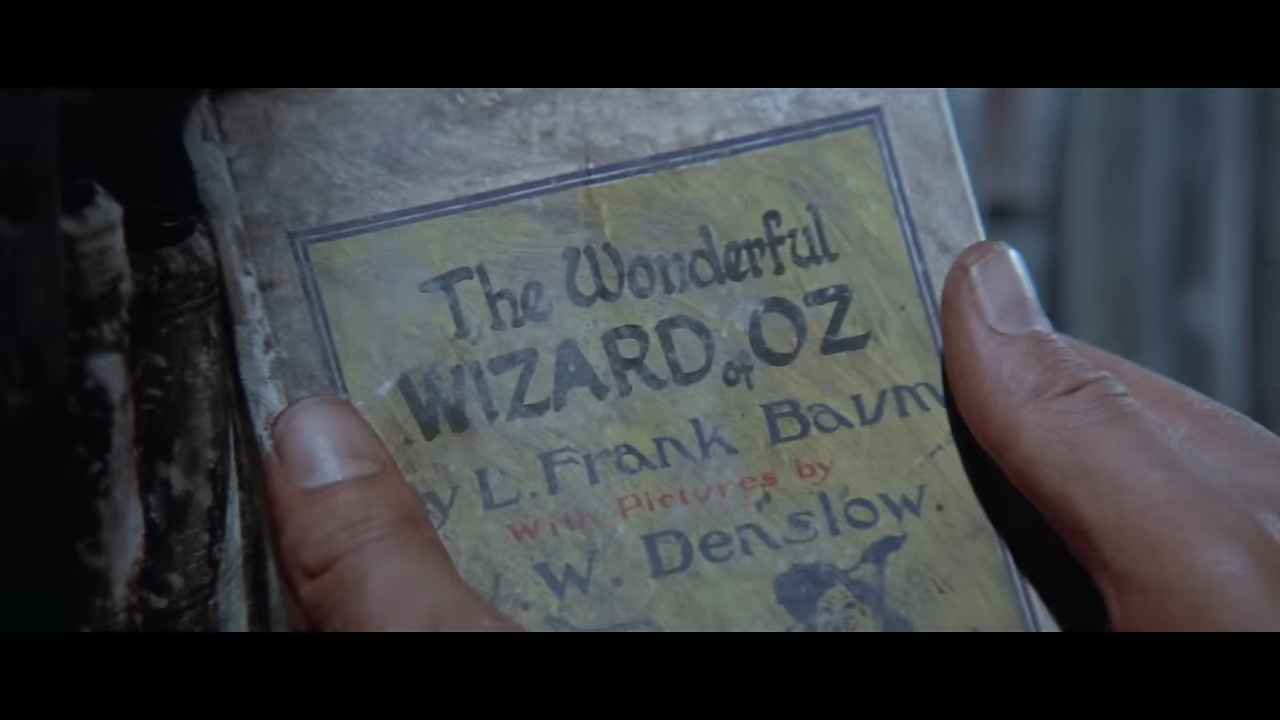 The Wonderful
WIZARD of OZ
y L. Frank Baum
With Pictures by
. W. Denslow.